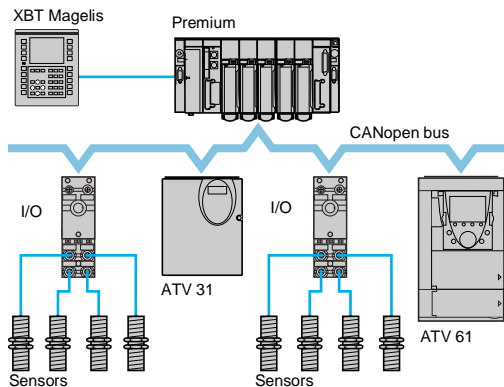 XBT Magelis
Premium
CANopen bus
I/O
I/O
ATV 31
ATV 61
Sensors
Sensors